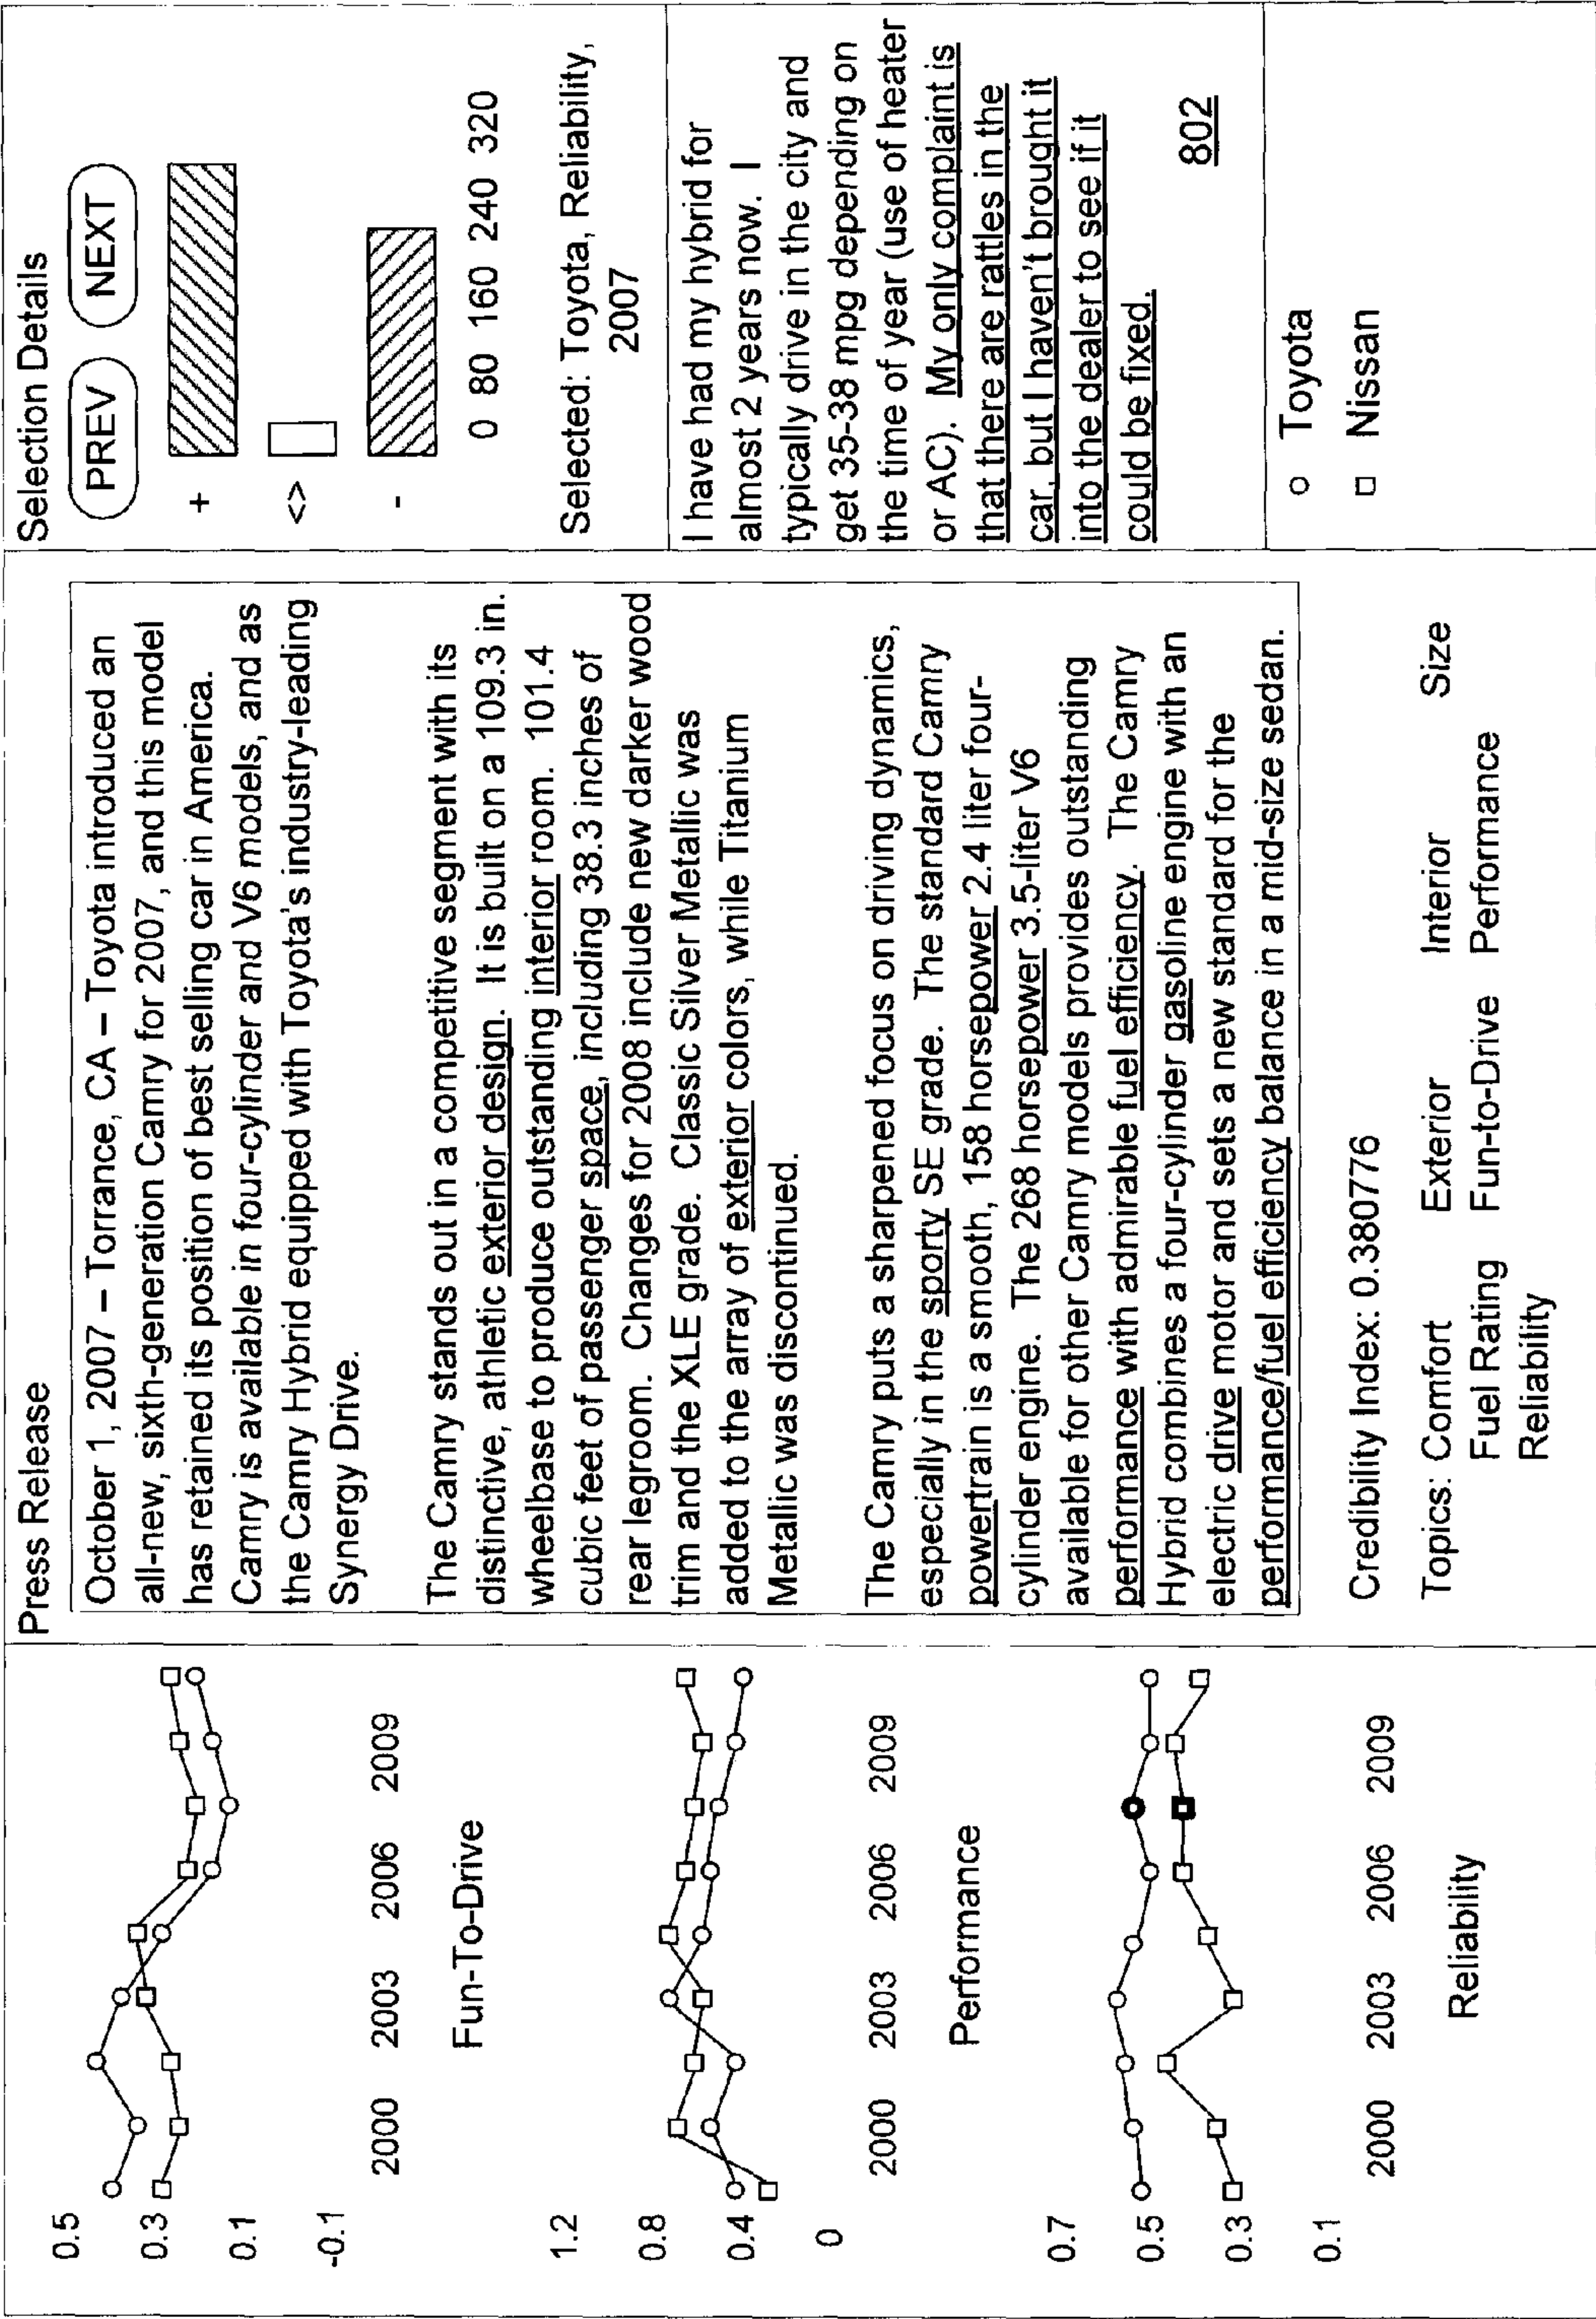 0.5
0.3
0.1
-0.1
2000 2003 2006 2009
Fun-To-Drive
1.2
0.8
0.4
0
2000 2003 2006 2009
Performance
0.7
0.5
0.3
0.1
2000 2003 2006 2009
Reliability
Press Release
October 1, 2007 – Torrance, CA – Toyota introduced an
all-new, sixth-generation Camry for 2007, and this model
has retained its position of best selling car in America.
Camry is available in four-cylinder and V6 models, and as
the Camry Hybrid equipped with Toyota's industry-leading
Synergy Drive.
The Camry stands out in a competitive segment with its
distinctive, athletic exterior design. It is built on a 109.3 in.
wheelbase to produce outstanding interior room. 101.4
cubic feet of passenger space, including 38.3 inches of
rear legroom. Changes for 2008 include new darker wood
trim and the XLE grade. Classic Silver Metallic was
added to the array of exterior colors, while Titanium
Metallic was discontinued.
The Camry puts a sharpened focus on driving dynamics,
especially in the sporty SE grade. The standard Camry
powertrain is a smooth, 158 horsepower 2.4 liter four-
cylinder engine. The 268 horsepower 3.5-liter V6
available for other Camry models provides outstanding
performance with admirable fuel efficiency. The Camry
Hybrid combines a four-cylinder gasoline engine with an
electric drive motor and sets a new standard for the
performance/fuel efficiency balance in a mid-size sedan.
Credibility Index: 0.380776
Topics: Comfort Exterior Interior Size
Fuel Rating Fun-to-Drive Performance
Reliability
Selection Details
PREV NEXT
+
<>
-
0 80 160 240 320
Selected: Toyota, Reliability,
2007
I have had my hybrid for
almost 2 years now. I
typically drive in the city and
get 35-38 mpg depending on
the time of year (use of heater
or AC). My only complaint is
that there are rattles in the
car, but I haven't brought it
into the dealer to see if it
could be fixed.
802
Toyota
Nissan